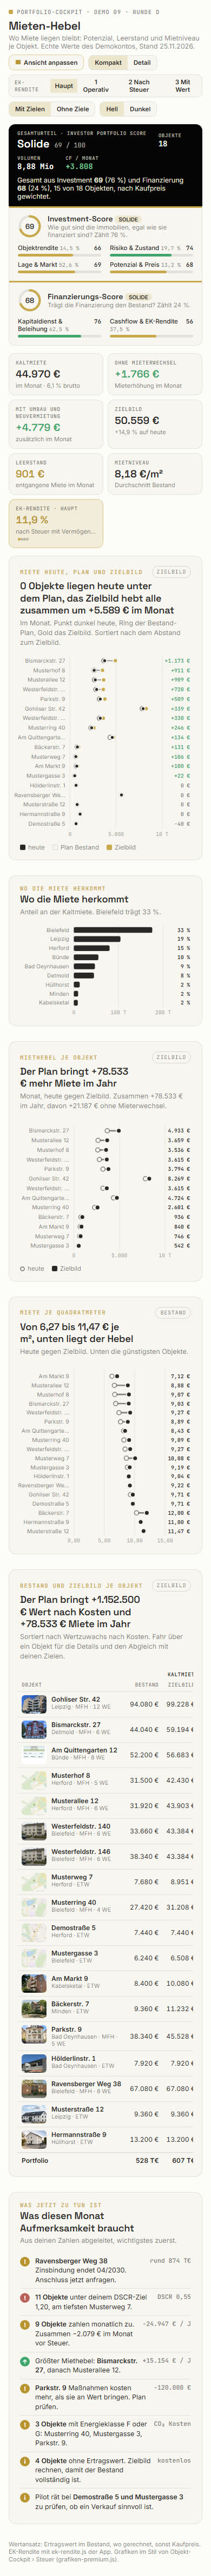 PORTFOLIO-COCKPIT · DEMO 09 · RUNDE D
Mieten-Hebel
Wo Miete liegen bleibt: Potenzial, Leerstand und Mietniveau
je Objekt. Echte Werte des Demokontos, Stand 25.11.2026.
Ansicht anpassen Kompakt Detail
EK-RENDITE Haupt 1 Operativ 2 Nach Steuer 3 Mit Wert
Mit Zielen Ohne Ziele Hell Dunkel
GESAMTURTEIL · INVESTOR PORTFOLIO SCORE
Solide 69 / 100
OBJEKTE
18
VOLUMEN
8,88 Mio
CF / MONAT
+3.808
Gesamt aus Investment 69 (76 %) und Finanzierung
68 (24 %), 15 von 18 Objekten, nach Kaufpreis
gewichtet.
69
Investment-Score SOLIDE
Wie gut sind die Immobilien, egal wie sie
finanziert sind? Zählt 76 %.
Objektrendite 14,5 % 66
Risiko & Zustand 19,7 % 74
Lage & Markt 52,6 % 69
Potenzial & Preis 13,2 % 68
68
Finanzierungs-Score SOLIDE
Trägt die Finanzierung den Bestand? Zählt 24 %.
Kapitaldienst & Beleihung 62,5 % 76
Cashflow & EK-Rendite 37,5 % 56
KALTMIETE
44.970 €
im Monat · 6,1 % brutto
OHNE MIETERWECHSEL
+1.766 €
Mieterhöhung im Monat
MIT UMBAU UND NEUVERMIETUNG
+4.779 €
zusätzlich im Monat
ZIELBILD
50.559 €
+14,9 % auf heute
LEERSTAND
901 €
entgangene Miete im Monat
MIETNIVEAU
8,18 €/m²
Durchschnitt Bestand
EK-RENDITE · HAUPT
11,9 %
nach Steuer mit Vermögen...
MIETE HEUTE, PLAN UND ZIELBILD
ZIELBILD
0 Objekte liegen heute unter
dem Plan, das Zielbild hebt alle
zusammen um +5.589 € im Monat
Im Monat. Punkt dunkel heute, Ring der Bestand-
Plan, Gold das Zielbild. Sortiert nach dem Abstand
zum Zielbild.
Bismarckstr. 27 +1.173 €
Musterhof 8 +911 €
Musterallee 12 +909 €
Westerfeldstr. ... +720 €
Parkstr. 9 +509 €
Gohliser Str. 42 +339 €
Westerfeldstr. ... +338 €
Musterring 40 +246 €
Am Quittengarte... +134 €
Bäckerstr. 7 +131 €
Musterweg 7 +106 €
Am Markt 9 +100 €
Mustergasse 3 +22 €
Hölderlinstr. 1 0 €
Ravensberger We... 0 €
Musterstraße 12 0 €
Hermannstraße 9 0 €
Demostraße 5 -40 €
0 5.000 10 T
heute Plan Bestand Zielbild
WO DIE MIETE HERKOMMT
Wo die Miete herkommt
Anteil an der Kaltmiete. Bielefeld trägt 33 %.
Bielefeld 33 %
Leipzig 19 %
Herford 15 %
Bünde 10 %
Bad Oeynhausen 9 %
Detmold 8 %
Hüllhorst 2 %
Minden 2 %
Kabelsketal 2 %
0 100 T 200 T
MIETHEBEL JE OBJEKT
ZIELBILD
Der Plan bringt +78.533
€ mehr Miete im Jahr
Monat, heute gegen Zielbild. Zusammen +78.533 €
im Jahr, davon +21.187 € ohne Mieterwechsel.
Bismarckstr. 27 4.933 €
Musterallee 12 3.659 €
Musterhof 8 3.536 €
Westerfeldstr. ... 3.615 €
Parkstr. 9 3.794 €
Gohliser Str. 42 8.269 €
Westerfeldstr. ... 3.615 €
Am Quittengarte... 4.724 €
Musterring 40 2.601 €
Bäckerstr. 7 936 €
Am Markt 9 840 €
Musterweg 7 746 €
Mustergasse 3 542 €
0 5.000 10 T
heute Zielbild
MIETE JE QUADRATMETER
BESTAND
Von 6,27 bis 11,47 € je
m², unten liegt der Hebel
Heute gegen Zielbild. Unten die günstigsten Objekte.
Am Markt 9 7,12 €
Musterallee 12 9,88 €
Musterhof 8 9,87 €
Bismarckstr. 27 9,03 €
Westerfeldstr. ... 9,27 €
Parkstr. 9 8,89 €
Am Quittengarte... 8,43 €
Musterring 40 9,09 €
Westerfeldstr. ... 9,27 €
Musterweg 7 10,08 €
Mustergasse 3 9,19 €
Hölderlinstr. 1 9,04 €
Ravensberger We... 9,22 €
Gohliser Str. 42 9,71 €
Demostraße 5 9,71 €
Bäckerstr. 7 12,00 €
Hermannstraße 9 11,00 €
Musterstraße 12 11,47 €
0,00 5,00 10,00 15,00
BESTAND UND ZIELBILD JE OBJEKT
ZIELBILD
Der Plan bringt +1.152.500
€ Wert nach Kosten und
+78.533 € Miete im Jahr
Sortiert nach Wertzuwachs nach Kosten. Fahr über
ein Objekt für die Details und den Abgleich mit
deinen Zielen.
KALTMIET
OBJEKT BESTAND ZIELBIL
Gohliser Str. 42 94.080 € 99.228 €
Leipzig · MFH · 12 WE
Bismarckstr. 27 44.040 € 59.194 €
Detmold · MFH · 6 WE
Am Quittengarten 12 52.200 € 56.683 €
Bünde · MFH · 8 WE
Musterhof 8 31.500 € 42.430 €
Herford · MFH · 5 WE
Musterallee 12 31.920 € 43.903 €
Herford · MFH · 6 WE
Westerfeldstr. 140 33.660 € 43.384 €
Bielefeld · MFH · 6 WE
Westerfeldstr. 146 38.340 € 43.384 €
Bielefeld · MFH · 6 WE
Musterweg 7 7.680 € 8.951 €
Herford · ETW
Musterring 40 27.420 € 31.208 €
Bielefeld · MFH · 4 WE
Demostraße 5 7.440 € 7.440 €
Herford · ETW
Mustergasse 3 6.240 € 6.508 €
Bielefeld · ETW
Am Markt 9 8.400 € 10.080 €
Kabelsketal · ETW
Bäckerstr. 7 9.360 € 11.232 €
Minden · ETW
Parkstr. 9 38.340 € 45.528 €
Bad Oeynhausen · MFH ·
5 WE
Hölderlinstr. 1 7.920 € 7.920 €
Bielefeld · ETW
Ravensberger Weg 38 67.080 € 67.080 €
Bielefeld · MFH · 8 WE
Musterstraße 12 9.360 € 9.360 €
Leipzig · ETW
Hermannstraße 9 13.200 € 13.200 €
Hüllhorst · ETW
Portfolio 528 T€ 607 T€
WAS JETZT ZU TUN IST
Was diesen Monat
Aufmerksamkeit braucht
Aus deinen Zahlen abgeleitet, wichtigstes zuerst.
Ravensberger Weg 38 rund 874 T€
Zinsbindung endet 04/2030.
Anschluss jetzt anfragen.
11 Objekte unter deinem DSCR-Ziel DSCR 0,55
1,20, am tiefsten Musterweg 7.
9 Objekte zahlen monatlich zu. -24.947 € / J
Zusammen −2.079 € im Monat
vor Steuer.
Größter Miethebel: Bismarckstr. +15.154 € / J
27, danach Musterallee 12.
Parkstr. 9 Maßnahmen kosten -120.000 €
mehr, als sie an Wert bringen. Plan
prüfen.
3 Objekte mit Energieklasse F oder CO₂ Kosten
G: Musterring 40, Mustergasse 3,
Parkstr. 9.
4 Objekte ohne Ertragswert. Zielbild kostenlos
rechnen, damit der Bestand
vollständig ist.
Pilot rät bei Demostraße 5 und Mustergasse 3
zu prüfen, ob ein Verkauf sinnvoll ist.
Wertansatz: Ertragswert im Bestand, wo gerechnet, sonst Kaufpreis.
EK-Rendite mit ek-rendite.js der App. Grafiken im Stil von Objekt-
Cockpit › Steuer (grafiken-premium.js).